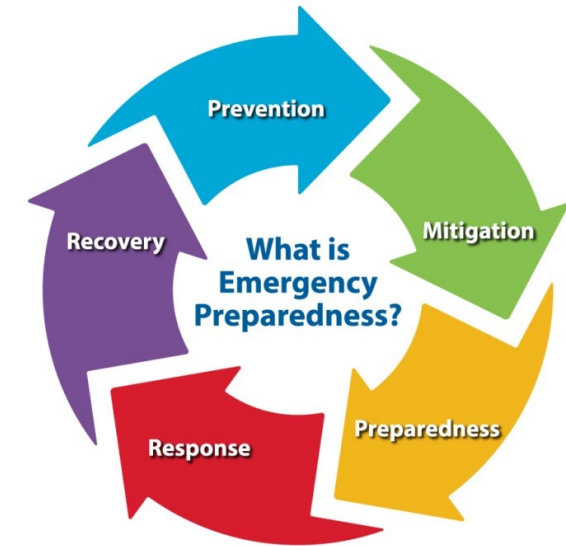 Prevention
Mitigation
Recovery
What is
Emergency
Preparedness?
Preparedness
Response